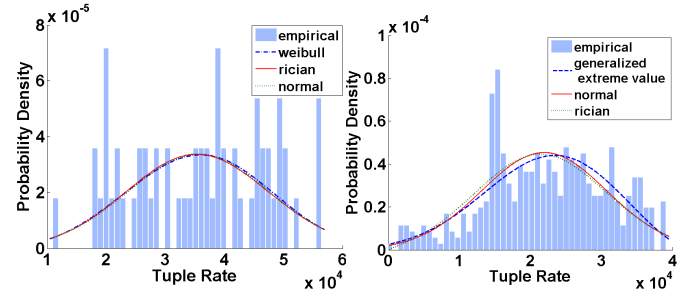 x 10^-5
8
6
4
2
0
Probability Density
empirical
weibull
rician
normal
1 2 3 4 5 6
Tuple Rate
x 10^4
x 10^-4
1
0.8
0.6
0.4
0.2
0
Probability Density
empirical
generalized
extreme value
normal
rician
0 1 2 3 4
Tuple Rate
x 10^4